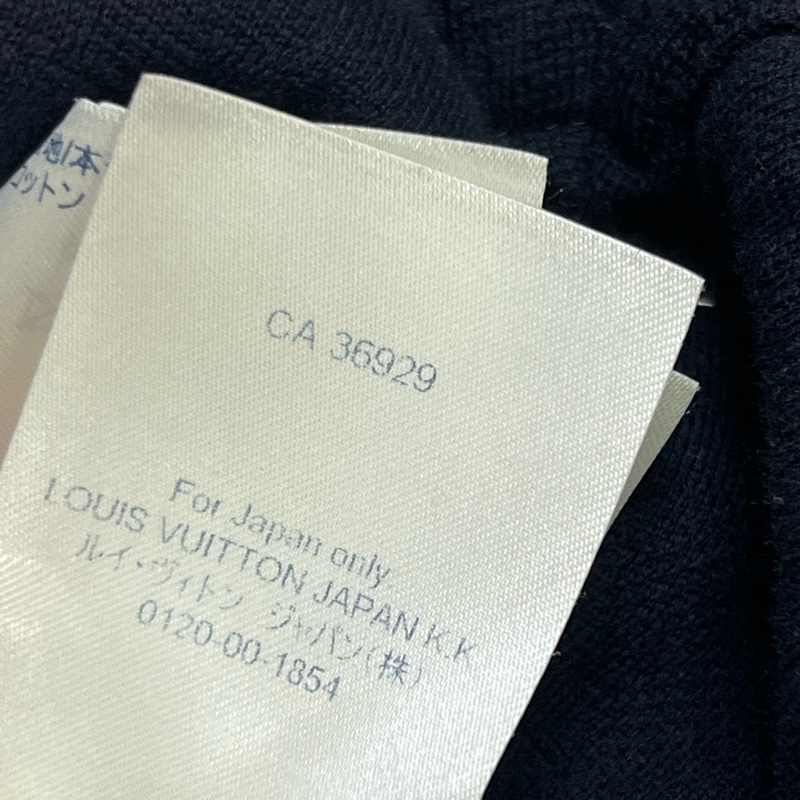 地/本
コットン
CA 36929
For Japan only
LOUIS VUITTON JAPAN K.K
ルイ・ヴィトン ジャパン(株)
0120-00-1854